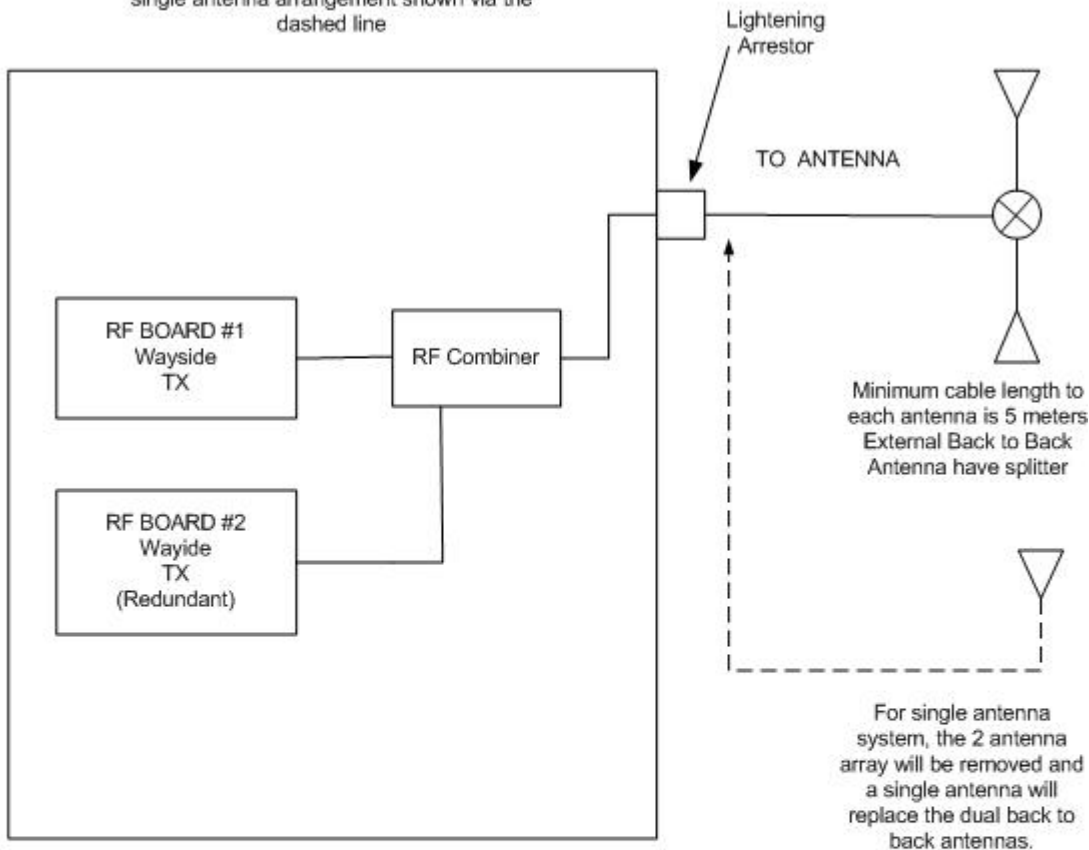 single antenna arrangement shown via the
dashed line
Lightening
Arrestor
TO ANTENNA
RF BOARD #1
Wayside
TX
RF Combiner
RF BOARD #2
Wayide
TX
(Redundant)
Minimum cable length to
each antenna is 5 meters
External Back to Back
Antenna have splitter
For single antenna
system, the 2 antenna
array will be removed and
a single antenna will
replace the dual back to
back antennas.